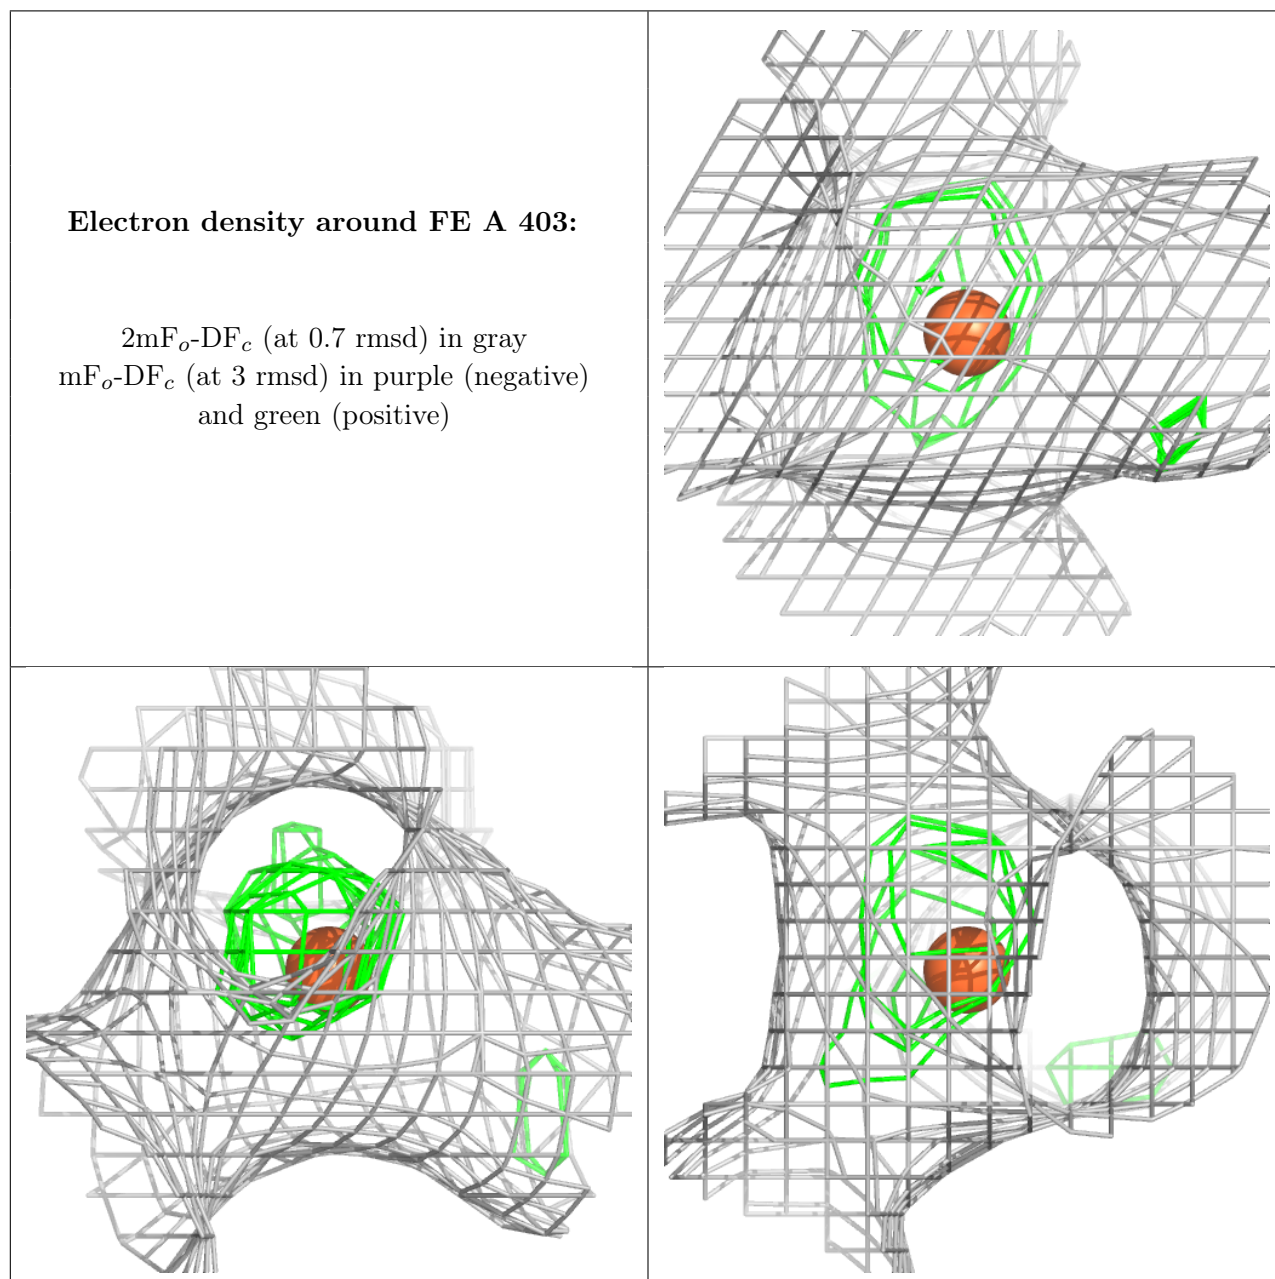 Electron density around FE A 403:
2mFo-DFc (at 0.7 rmsd) in gray
mFo-DFc (at 3 rmsd) in purple (negative)
and green (positive)